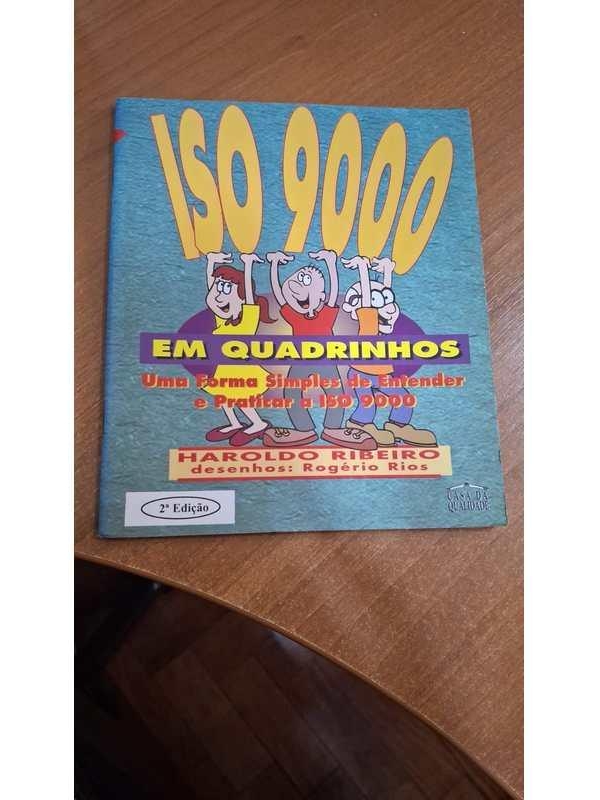 ISO 9000
EM QUADRINHOS
Uma Forma Simples de Entender
e Praticar a ISO 9000
HAROLDO RIBEIRO
desenhos: Rogério Rios
2ª Edição
CASA DA
QUALIDADE